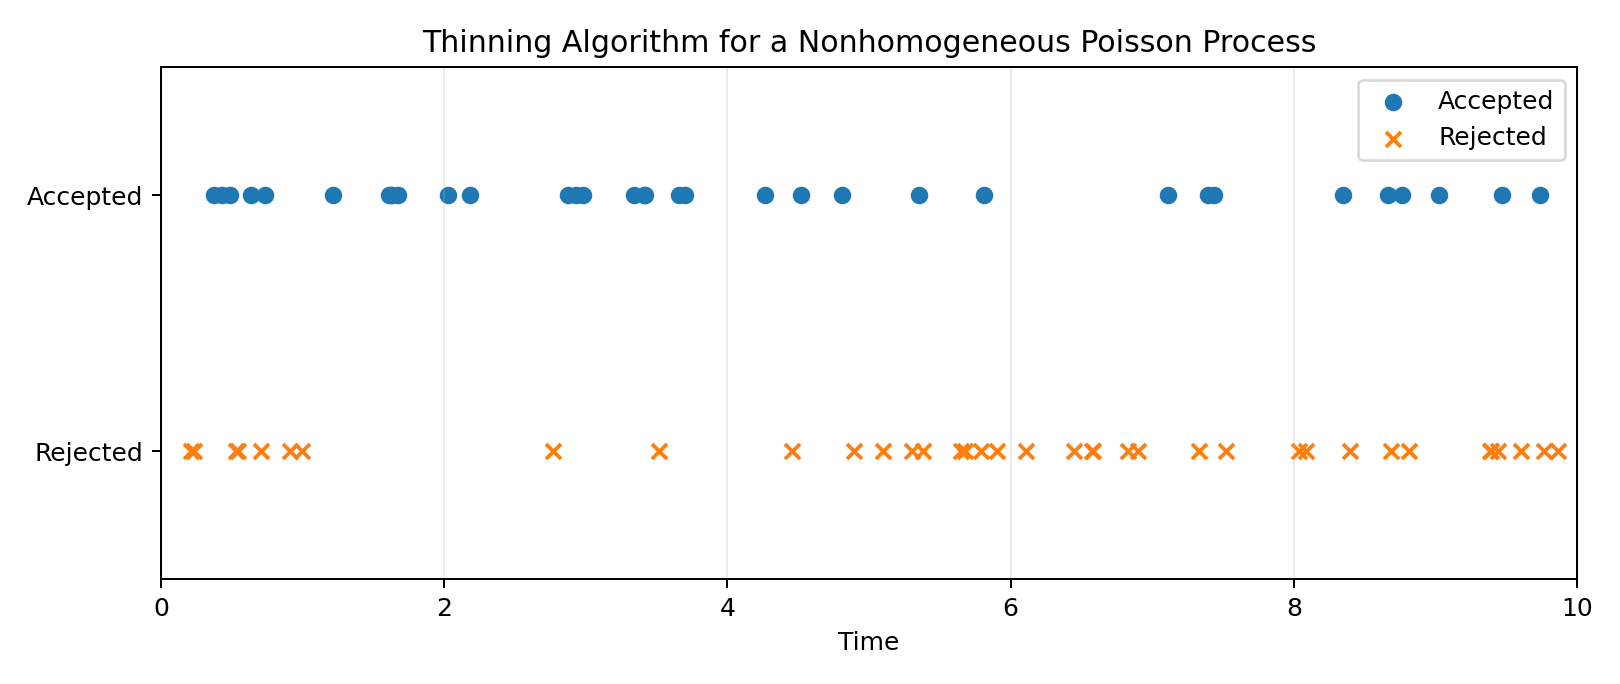 Thinning Algorithm for a Nonhomogeneous Poisson Process
Accepted
Rejected
Accepted
Rejected
0 2 4 6 8 10
Time